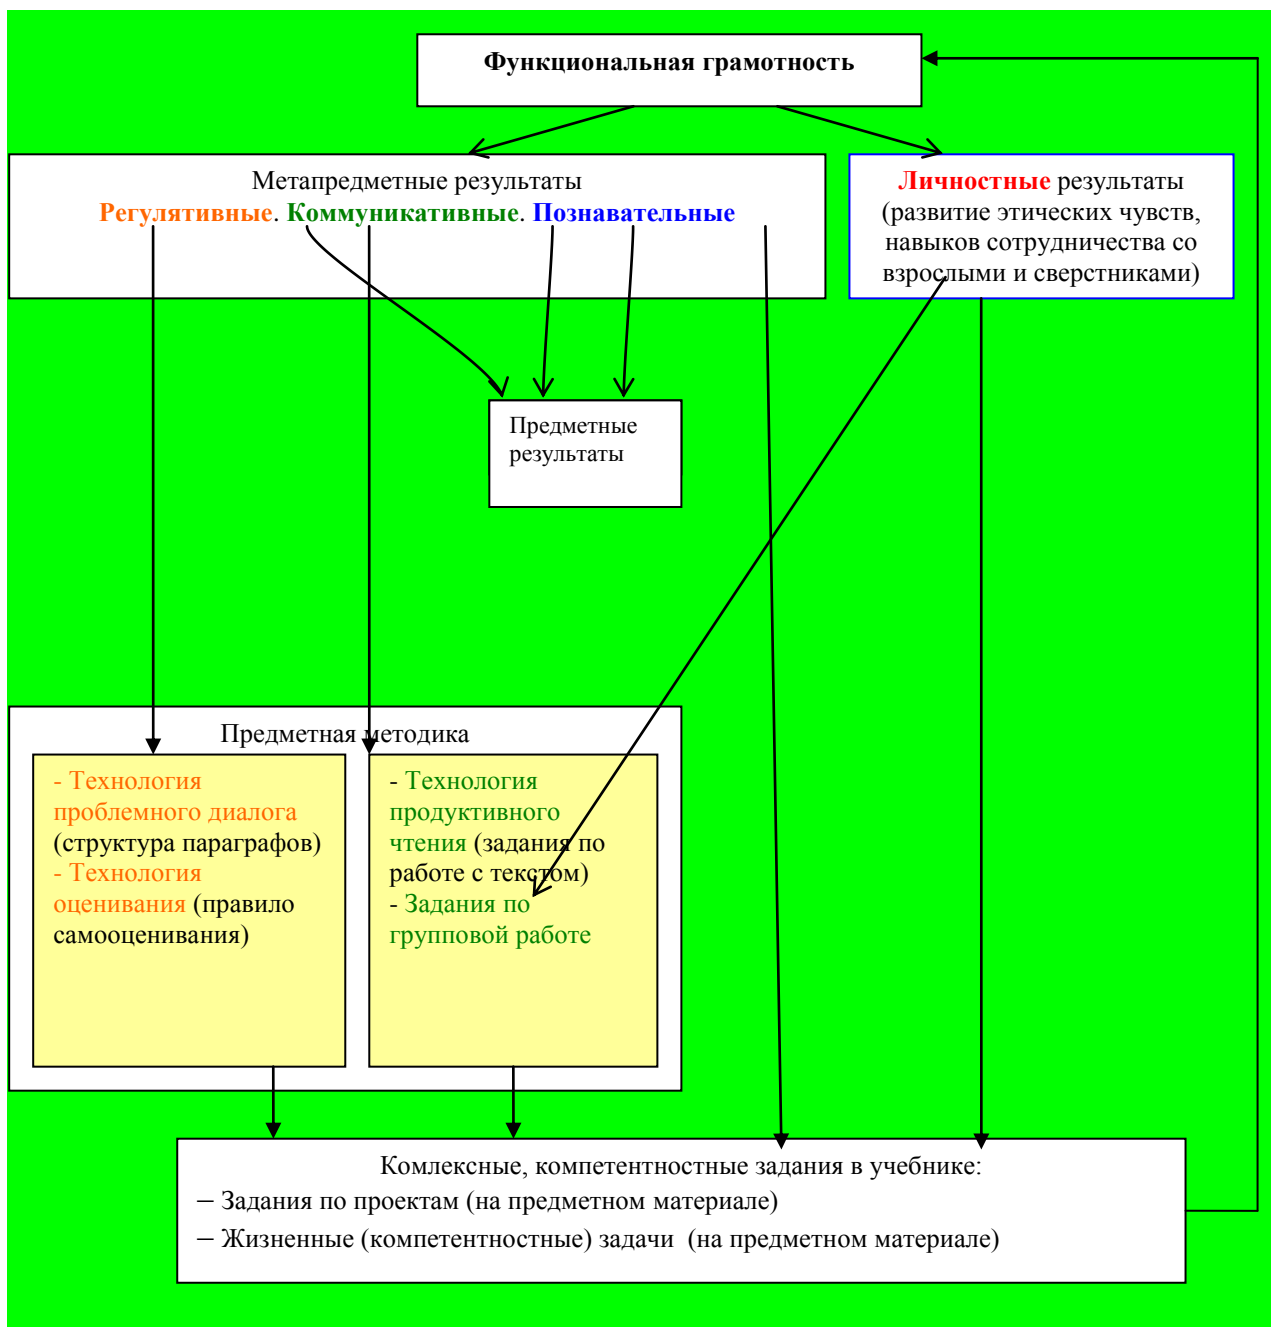 Функциональная грамотность
Метапредметные результаты
Регулятивные. Коммуникативные. Познавательные
Личностные результаты
(развитие этических чувств,
навыков сотрудничества со
взрослыми и сверстниками)
Предметные
результаты
Предметная методика
- Технология
проблемного диалога
(структура параграфов)
- Технология
оценивания (правило
самооценивания)
- Технология
продуктивного
чтения (задания по
работе с текстом)
- Задания по
групповой работе
Комлексные, компетентностные задания в учебнике:
– Задания по проектам (на предметном материале)
– Жизненные (компетентностные) задачи (на предметном материале)